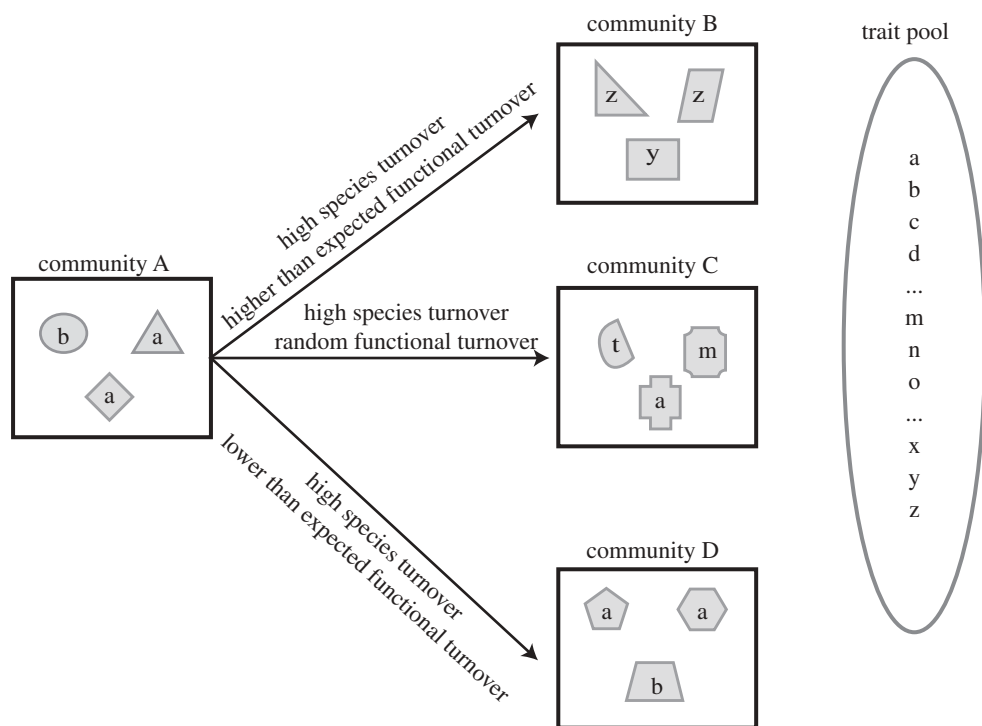 community A
b
a
a
high species turnover
higher than expected functional turnover
high species turnover
random functional turnover
high species turnover
lower than expected functional turnover
community B
z
z
y
community C
t
m
a
community D
a
a
b
trait pool
a
b
c
d
...
m
n
o
...
x
y
z